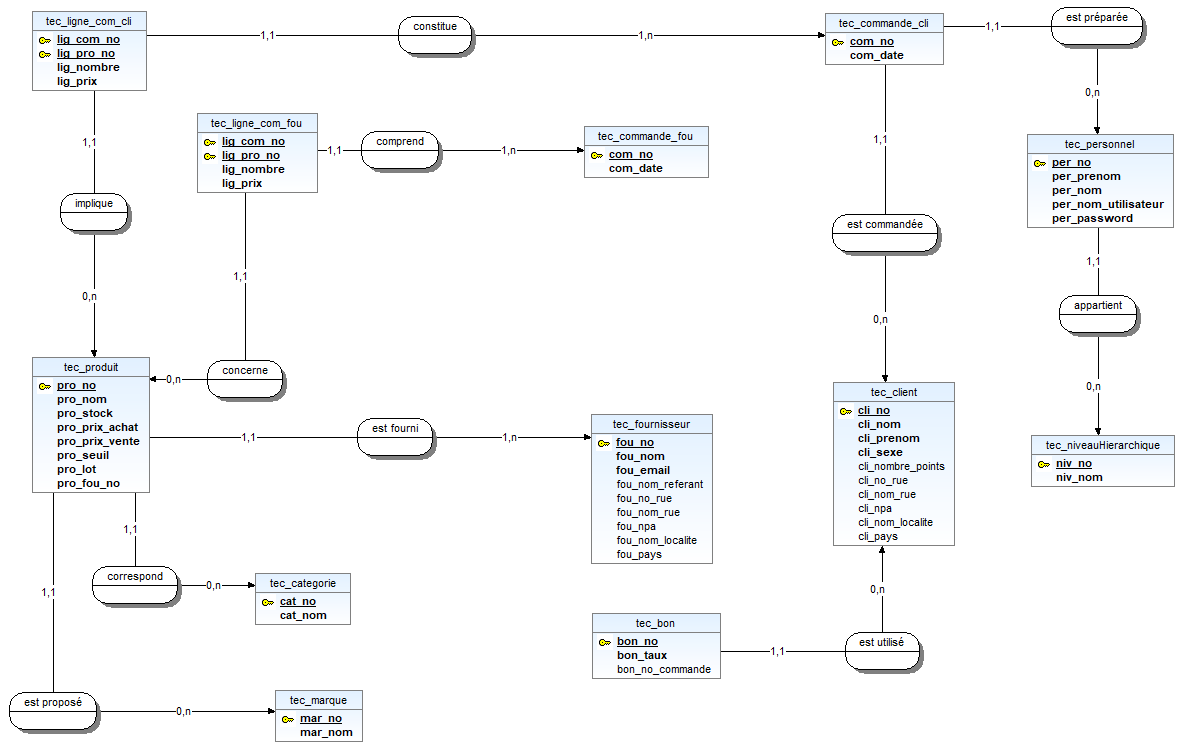 tec_ligne_com_cli
lig_com_no
lig_pro_no
lig_nombre
lig_prix
1,1
constitue
1,n
tec_commande_cli
com_no
com_date
1,1
est préparée
0,n
tec_personnel
per_no
per_prenom
per_nom
per_nom_utilisateur
per_password
1,1
appartient
0,n
tec_niveauHierarchique
niv_no
niv_nom
1,1
implique
0,n
tec_ligne_com_fou
lig_com_no
lig_pro_no
lig_nombre
lig_prix
1,1
comprend
1,n
tec_commande_fou
com_no
com_date
1,1
concerne
0,n
1,1
est commandée
0,n
tec_produit
pro_no
pro_nom
pro_stock
pro_prix_achat
pro_prix_vente
pro_seuil
pro_lot
pro_fou_no
1,1
est fourni
1,n
tec_fournisseur
fou_no
fou_nom
fou_email
fou_nom_referant
fou_no_rue
fou_nom_rue
fou_npa
fou_nom_localite
fou_pays
tec_client
cli_no
cli_nom
cli_prenom
cli_sexe
cli_nombre_points
cli_no_rue
cli_nom_rue
cli_npa
cli_nom_localite
cli_pays
1,1
correspond
0,n
tec_categorie
cat_no
cat_nom
1,1
est proposé
0,n
tec_marque
mar_no
mar_nom
tec_bon
bon_no
bon_taux
bon_no_commande
1,1
est utilisé
0,n